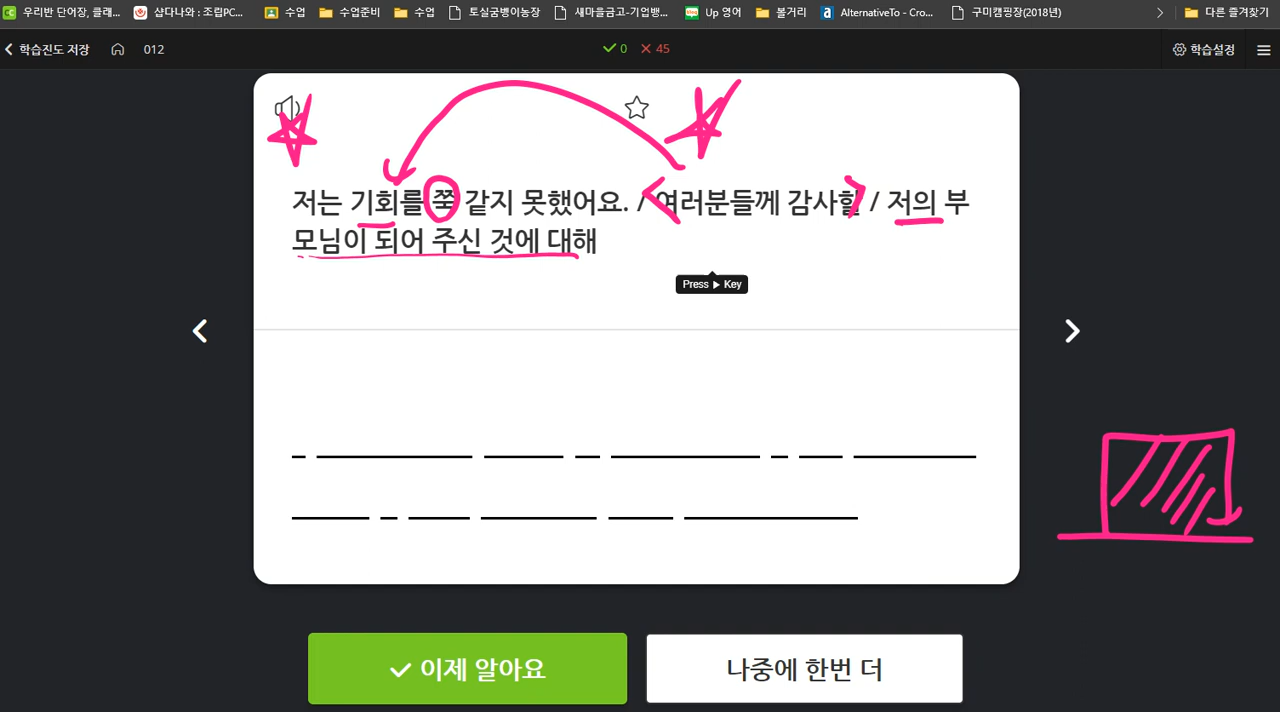 우리반 단어장, 클래... 샵다나와 : 조립PC... 수업 수업준비 수업 토실굼벵이농장 새마을금고-기업뱅... Up 영어 볼거리 AlternativeTo - Cro... 구미캠핑장(2018년) 다른 즐겨찾기
학습진도 저장 012 0 45 학습설정
저는 기회를 쭉 같지 못했어요. / 여러분들께 감사할 / 저의 부
모님이 되어 주신 것에 대해
Press ▶ Key
이제 알아요 나중에 한번 더